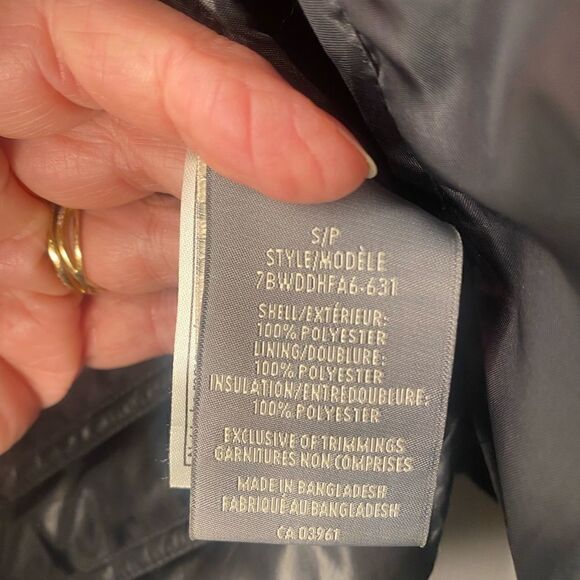 S/P
STYLE/MODÈLE
7BWDDHFA6-631
SHELL/EXTÉRIEUR:
100% POLYESTER
LINING/DOUBLURE:
100% POLYESTER
INSULATION/ENTREDOUBLURE:
100% POLYESTER
EXCLUSIVE OF TRIMMINGS
GARNITURES NON COMPRISES
MADE IN BANGLADESH
FABRIQUÉ AU BANGLADESH
CA 03961